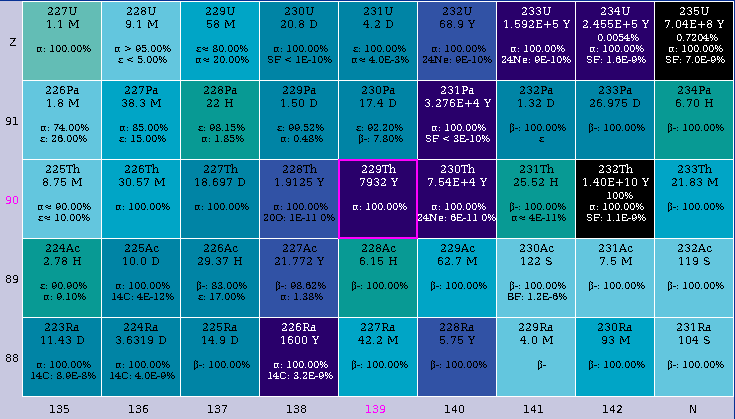 Z
227U
1.1 M
α: 100.00%
228U
9.1 M
α > 95.00%
ε < 5.00%
229U
58 M
ε≈ 80.00%
α≈ 20.00%
230U
20.8 D
α: 100.00%
SF < 1E-10%
231U
4.2 D
ε: 100.00%
α≈ 4.0E-3%
232U
68.9 Y
α: 100.00%
24Ne: 9E-10%
233U
1.592E+5 Y
α: 100.00%
24Ne: 9E-10%
234U
2.455E+5 Y
0.0054%
α: 100.00%
SF: 1.6E-9%
235U
7.04E+8 Y
0.7204%
α: 100.00%
SF: 7.0E-9%
91
226Pa
1.8 M
α: 74.00%
ε: 26.00%
227Pa
38.3 M
α: 85.00%
ε: 15.00%
228Pa
22 H
ε: 98.15%
α: 1.85%
229Pa
1.50 D
ε: 99.52%
α: 0.48%
230Pa
17.4 D
ε: 92.20%
β-: 7.80%
231Pa
3.276E+4 Y
α: 100.00%
SF < 3E-10%
232Pa
1.32 D
β-: 100.00%
ε
233Pa
26.975 D
β-: 100.00%
234Pa
6.70 H
β-: 100.00%
90
225Th
8.75 M
α≈ 90.00%
ε≈ 10.00%
226Th
30.57 M
α: 100.00%
227Th
18.697 D
α: 100.00%
228Th
1.9125 Y
α: 100.00%
20O: 1E-11 0%
229Th
7932 Y
α: 100.00%
230Th
7.54E+4 Y
α: 100.00%
24Ne: 6E-11 0%
231Th
25.52 H
β-: 100.00%
α≈ 4E-11%
232Th
1.40E+10 Y
100%
α: 100.00%
SF: 1.1E-9%
233Th
21.83 M
β-: 100.00%
89
224Ac
2.78 H
ε: 90.90%
α: 9.10%
225Ac
10.0 D
α: 100.00%
14C: 4E-12%
226Ac
29.37 H
β-: 83.00%
ε: 17.00%
227Ac
21.772 Y
β-: 98.62%
α: 1.38%
228Ac
6.15 H
β-: 100.00%
229Ac
62.7 M
β-: 100.00%
230Ac
122 S
β-: 100.00%
BF: 1.2E-6%
231Ac
7.5 M
β-: 100.00%
232Ac
119 S
β-: 100.00%
88
223Ra
11.43 D
α: 100.00%
14C: 8.9E-8%
224Ra
3.6319 D
α: 100.00%
14C: 4.0E-9%
225Ra
14.9 D
β-: 100.00%
226Ra
1600 Y
α: 100.00%
14C: 3.2E-9%
227Ra
42.2 M
β-: 100.00%
228Ra
5.75 Y
β-: 100.00%
229Ra
4.0 M
β-
230Ra
93 M
β-: 100.00%
231Ra
104 S
β-: 100.00%
135
136
137
138
139
140
141
142
N